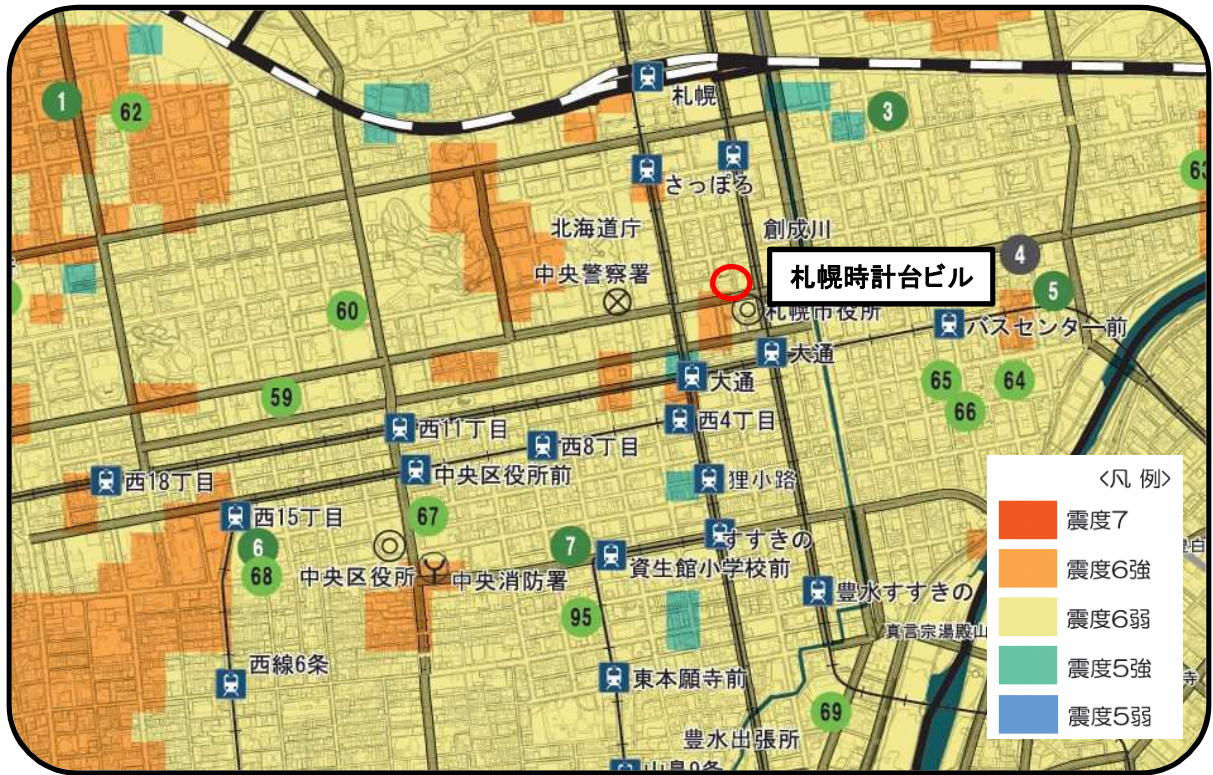 1
62
札幌
3
さっぽろ
63
北海道庁
創成川
中央警察署
札幌時計台ビル
4
5
札幌市役所
バスセンター前
60
大通
大通
59
65
64
66
西11丁目
西8丁目
西4丁目
西18丁目
中央区役所前
狸小路
西15丁目
67
6
68
中央区役所
中央消防署
7
資生館小学校前
すすきの
95
豊水すすきの
真言宗湯殿山
西線6条
東本願寺前
69
豊水出張所
寺
<凡 例>
震度7
震度6強
震度6弱
震度5強
震度5弱